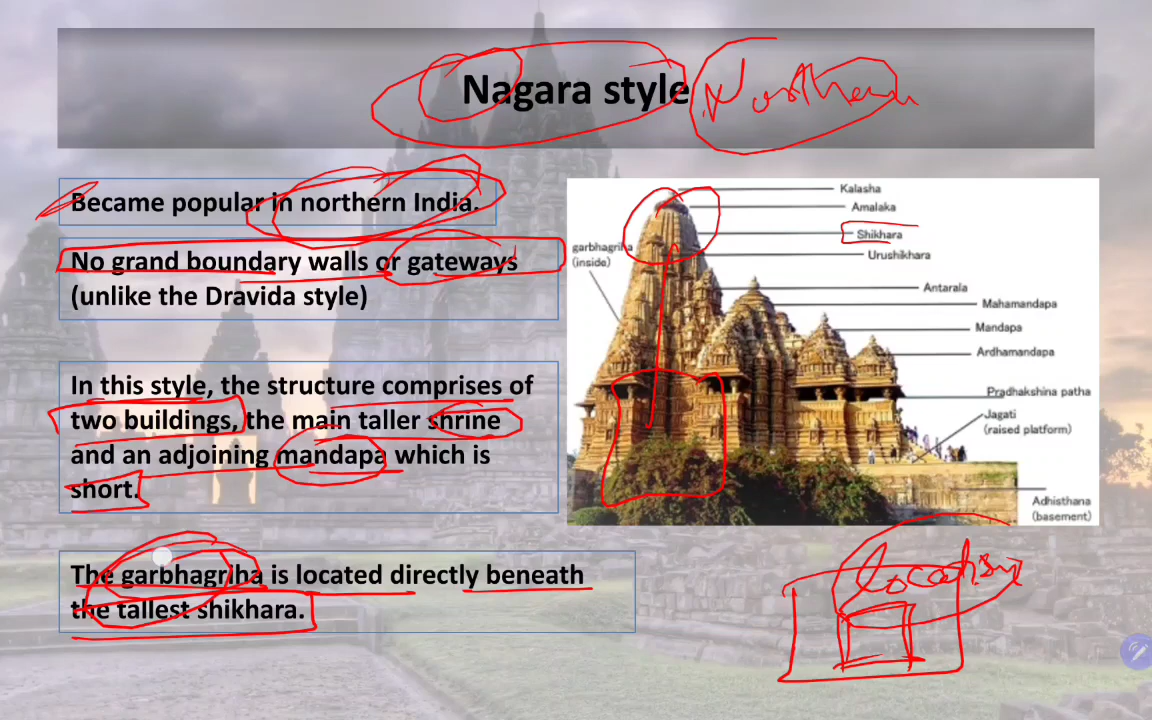 Nagara style Northern
Became popular in northern India.
No grand boundary walls or gateways
(unlike the Dravida style)
In this style, the structure comprises of
two buildings, the main taller shrine
and an adjoining mandapa which is
short.
The garbhagriha is located directly beneath
the tallest shikhara.
Kalasha
Amalaka
Shikhara
garbhagriha
(inside)
Urushikhara
Antarala
Mahamandapa
Mandapa
Ardhamandapa
Pradhakshina patha
Jagati
(raised platform)
Adhisthana
(basement)